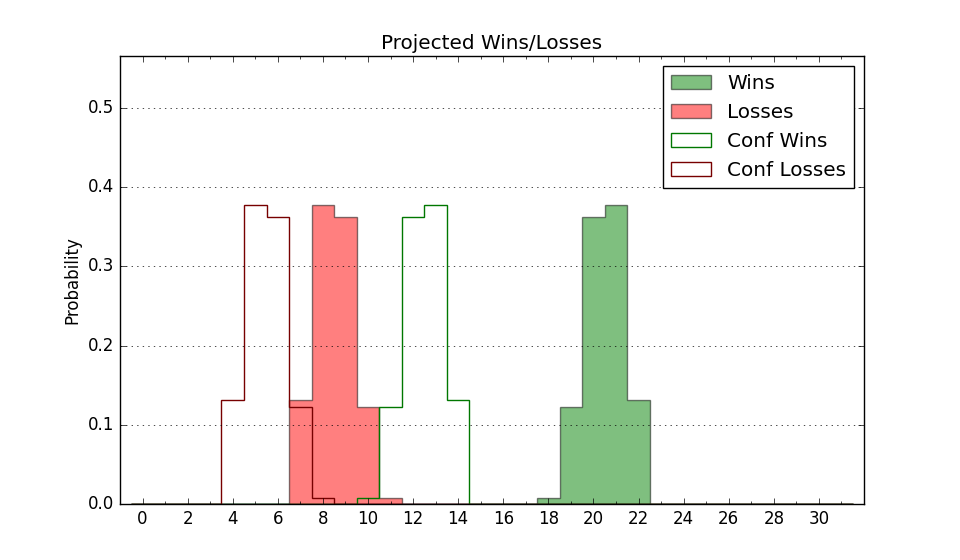 Projected Wins/Losses
Wins
Losses
Conf Wins
Conf Losses
Probability
0.5
0.4
0.3
0.2
0.1
0.0
0 2 4 6 8 10 12 14 16 18 20 22 24 26 28 30